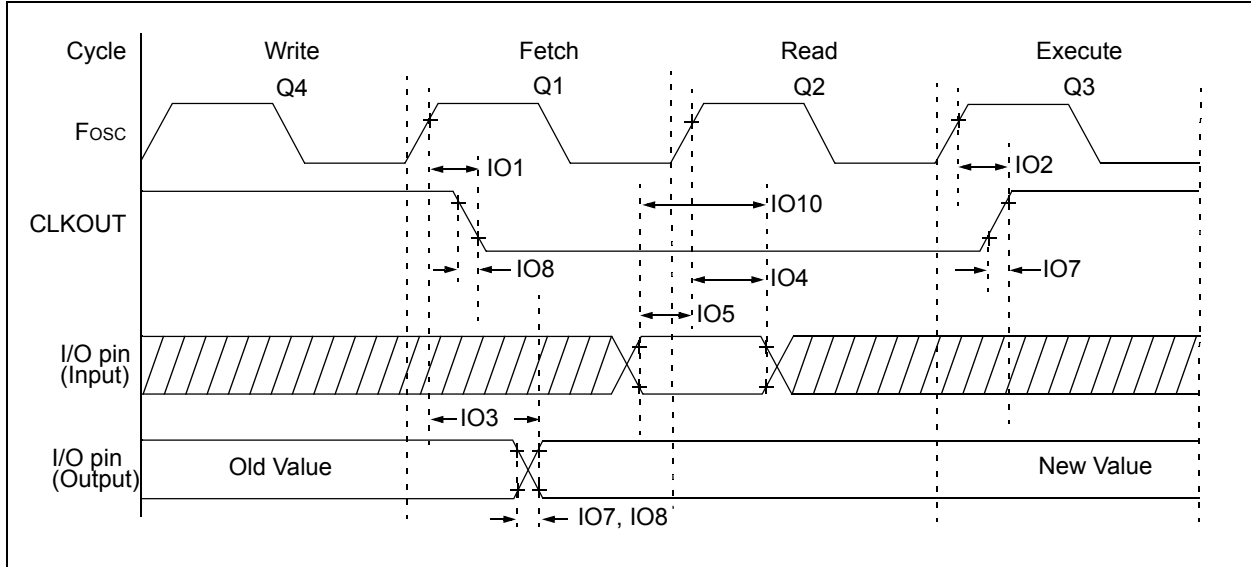 Cycle Write Fetch Read Execute
Q4 Q1 Q2 Q3
FOSC
IO1 IO2
IO10
CLKOUT
IO8 IO7
IO4
IO5
I/O pin
(Input)
IO3
I/O pin
(Output)
Old Value New Value
IO7, IO8